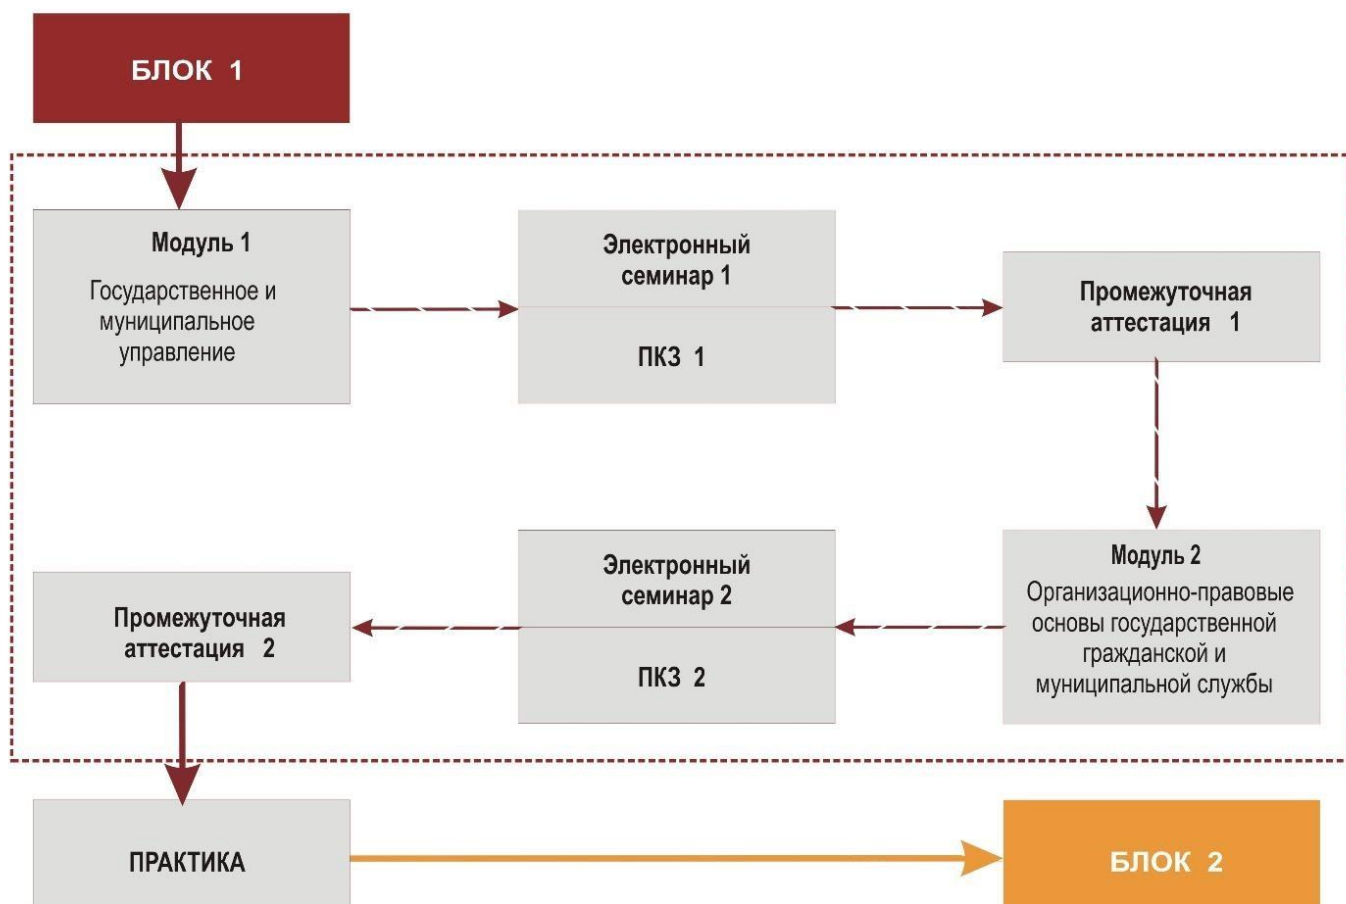 БЛОК 1
Модуль 1
Государственное и
муниципальное
управление
Электронный
семинар 1
ПКЗ 1
Промежуточная
аттестация 1
Модуль 2
Организационно-правовые
основы государственной
гражданской и
муниципальной службы
Электронный
семинар 2
ПКЗ 2
Промежуточная
аттестация 2
ПРАКТИКА
БЛОК 2